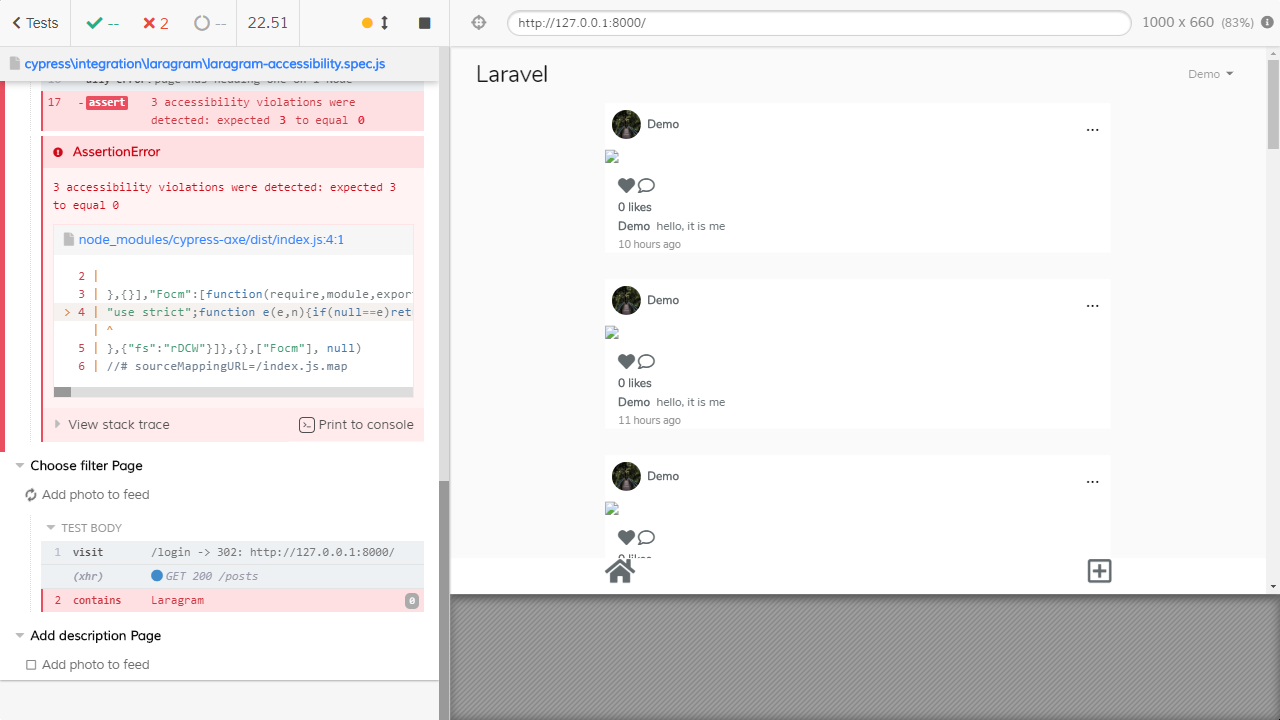 Tests
--
2
--
22.51
http://127.0.0.1:8000/
1000 x 660 (83%)
cypress\integration\laragram\laragram-accessibility.spec.js
17 -assert 3 accessibility violations were
detected: expected 3 to equal 0
AssertionError
3 accessibility violations were detected: expected 3
to equal 0
node_modules/cypress-axe/dist/index.js:4:1
2 |
3 | },{}],"Focm":[function(require,module,expor
> 4 | "use strict";function e(e,n){if(null==e)ret
| ^
5 | },{"fs":"rDCW"}]},{},["Focm"], null)
6 | //# sourceMappingURL=/index.js.map
View stack trace
Print to console
Choose filter Page
Add photo to feed
TEST BODY
1 visit /login -> 302: http://127.0.0.1:8000/
(xhr) GET 200 /posts
2 contains Laragram 0
Add description Page
Add photo to feed
Laravel
Demo
Demo
...
0 likes
Demo hello, it is me
10 hours ago
Demo
...
0 likes
Demo hello, it is me
11 hours ago
Demo
...
0 likes